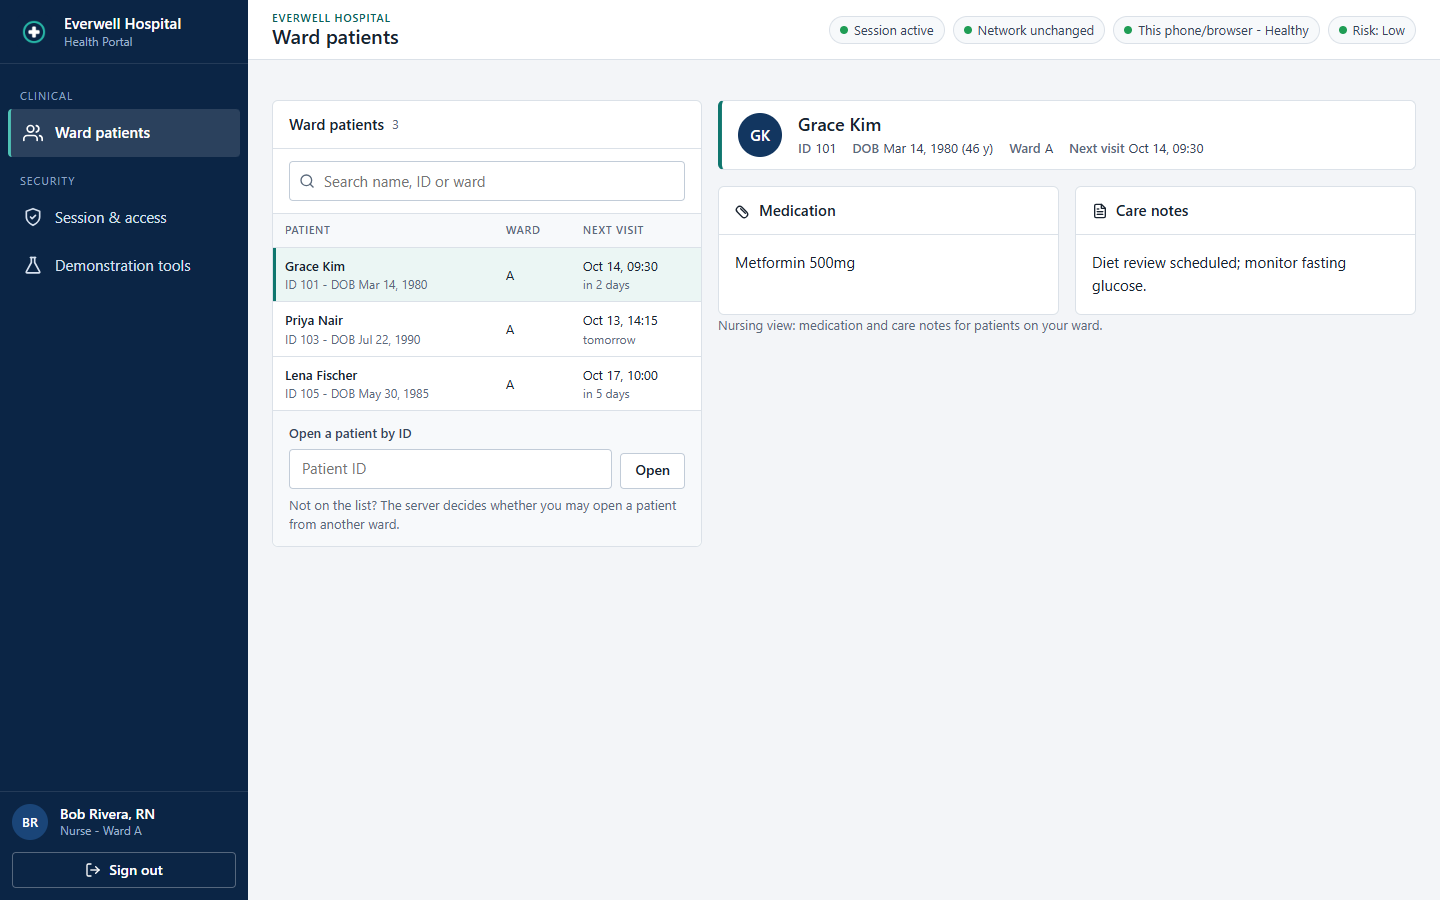 Everwell Hospital
Health Portal
CLINICAL
Ward patients
SECURITY
Session & access
Demonstration tools
BR
Bob Rivera, RN
Nurse - Ward A
Sign out
EVERWELL HOSPITAL
Ward patients
Session active
Network unchanged
This phone/browser - Healthy
Risk: Low
Ward patients 3
Search name, ID or ward
PATIENT WARD NEXT VISIT
Grace Kim
ID 101 - DOB Mar 14, 1980
A
Oct 14, 09:30
in 2 days
Priya Nair
ID 103 - DOB Jul 22, 1990
A
Oct 13, 14:15
tomorrow
Lena Fischer
ID 105 - DOB May 30, 1985
A
Oct 17, 10:00
in 5 days
Open a patient by ID
Patient ID
Open
Not on the list? The server decides whether you may open a patient
from another ward.
GK
Grace Kim
ID 101 DOB Mar 14, 1980 (46 y) Ward A Next visit Oct 14, 09:30
Medication
Metformin 500mg
Care notes
Diet review scheduled; monitor fasting
glucose.
Nursing view: medication and care notes for patients on your ward.